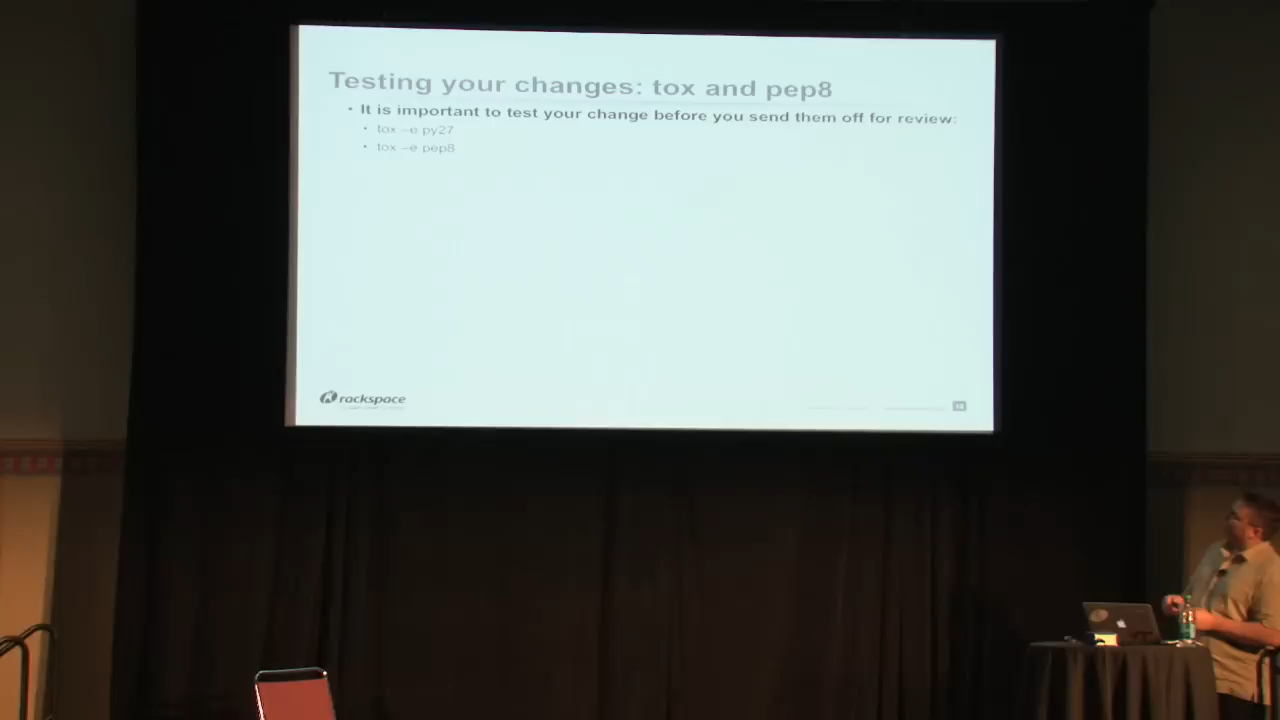 Testing your changes: tox and pep8
• It is important to test your change before you send them off for review:
• tox –e py27
• tox –e pep8
rackspace